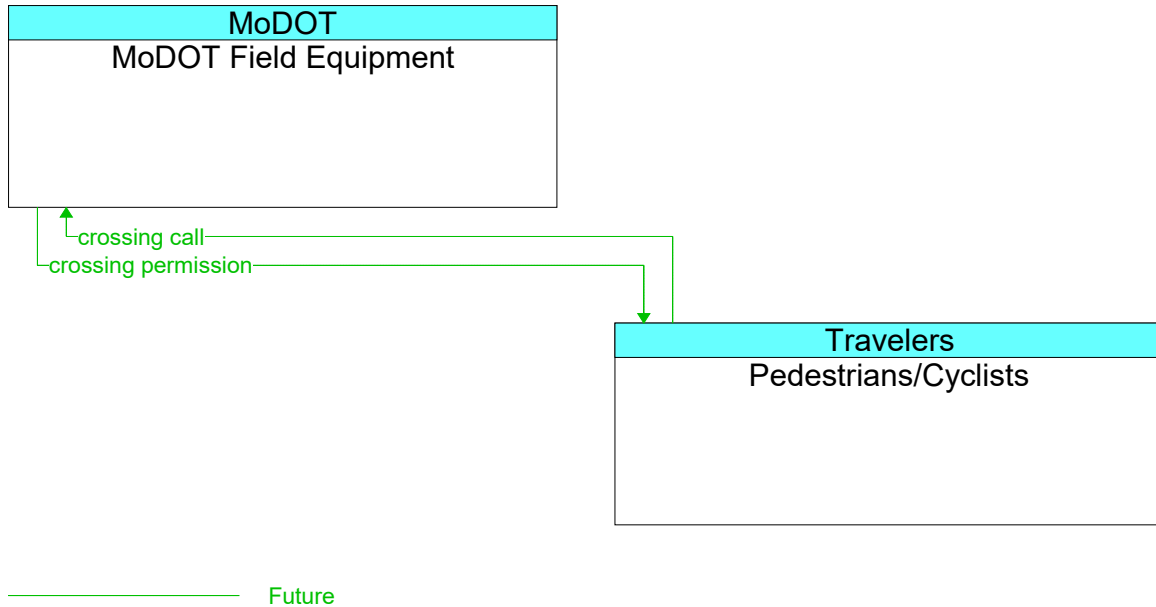 MoDOT
MoDOT Field Equipment
crossing call
crossing permission
Travelers
Pedestrians/Cyclists
Future